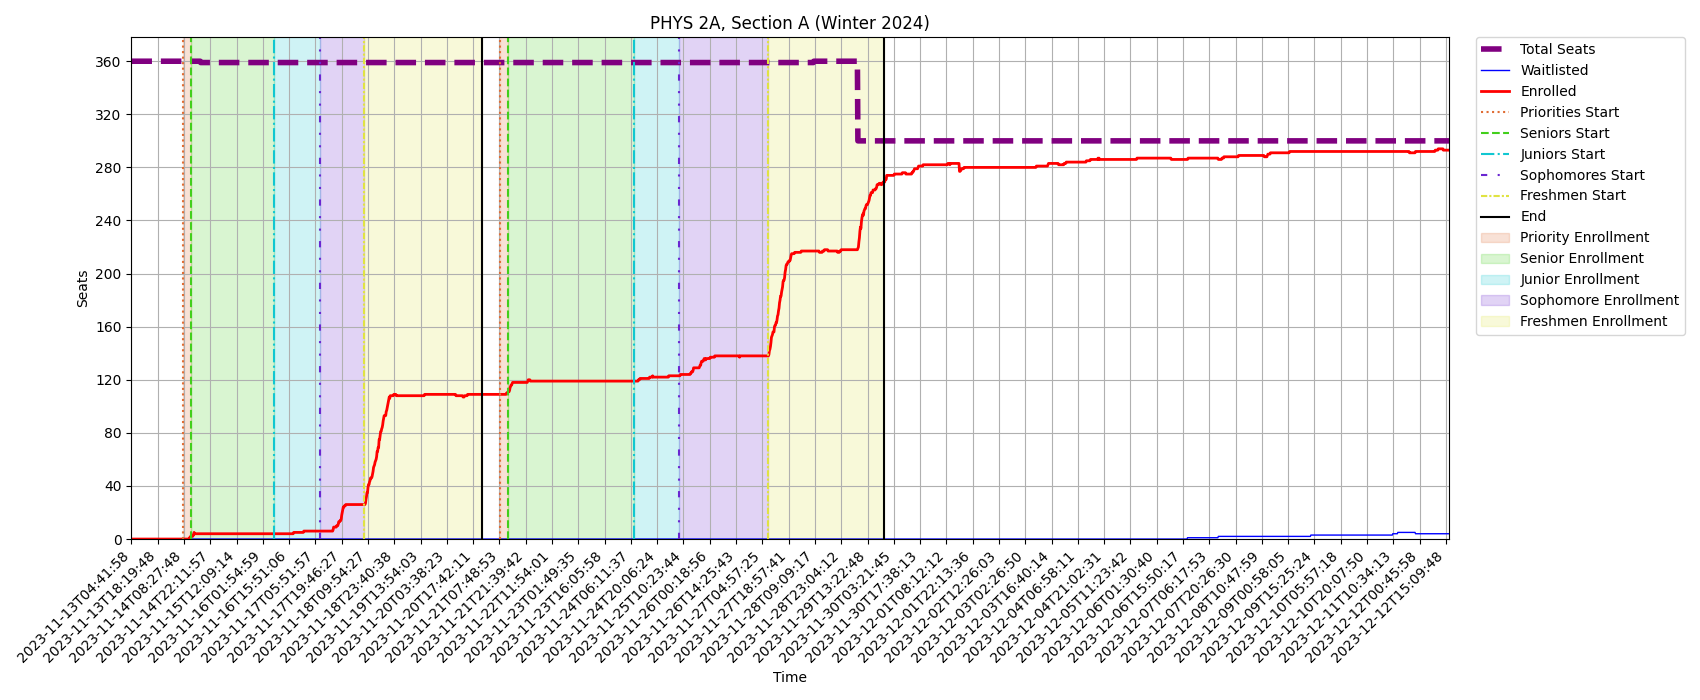 PHYS 2A, Section A (Winter 2024)
Seats
360
320
280
240
200
160
120
80
40
0
2023-11-13T04:41:58
2023-11-13T18:19:48
2023-11-14T08:27:48
2023-11-14T22:11:57
2023-11-15T12:09:14
2023-11-16T01:54:59
2023-11-16T15:51:06
2023-11-17T05:51:57
2023-11-17T19:46:27
2023-11-18T09:54:27
2023-11-18T23:40:38
2023-11-19T13:54:03
2023-11-20T03:38:23
2023-11-20T17:42:11
2023-11-21T07:48:53
2023-11-21T21:39:42
2023-11-22T11:54:01
2023-11-23T01:49:35
2023-11-23T16:05:58
2023-11-24T06:11:37
2023-11-24T20:06:24
2023-11-25T10:23:44
2023-11-26T00:18:56
2023-11-26T14:25:43
2023-11-27T04:57:25
2023-11-27T18:57:41
2023-11-28T09:09:17
2023-11-28T23:04:12
2023-11-29T13:22:48
2023-11-30T03:21:45
2023-11-30T17:38:13
2023-12-01T08:12:12
2023-12-01T22:13:36
2023-12-02T12:26:03
2023-12-03T02:26:50
2023-12-03T16:40:14
2023-12-04T06:58:11
2023-12-04T21:02:31
2023-12-05T11:23:42
2023-12-06T01:30:40
2023-12-06T15:50:17
2023-12-07T06:17:53
2023-12-07T20:26:30
2023-12-08T10:47:59
2023-12-09T00:58:05
2023-12-09T15:25:24
2023-12-10T05:57:18
2023-12-10T20:07:50
2023-12-11T10:34:13
2023-12-12T00:45:58
2023-12-12T15:09:48
Time
Total Seats
Waitlisted
Enrolled
Priorities Start
Seniors Start
Juniors Start
Sophomores Start
Freshmen Start
End
Priority Enrollment
Senior Enrollment
Junior Enrollment
Sophomore Enrollment
Freshmen Enrollment